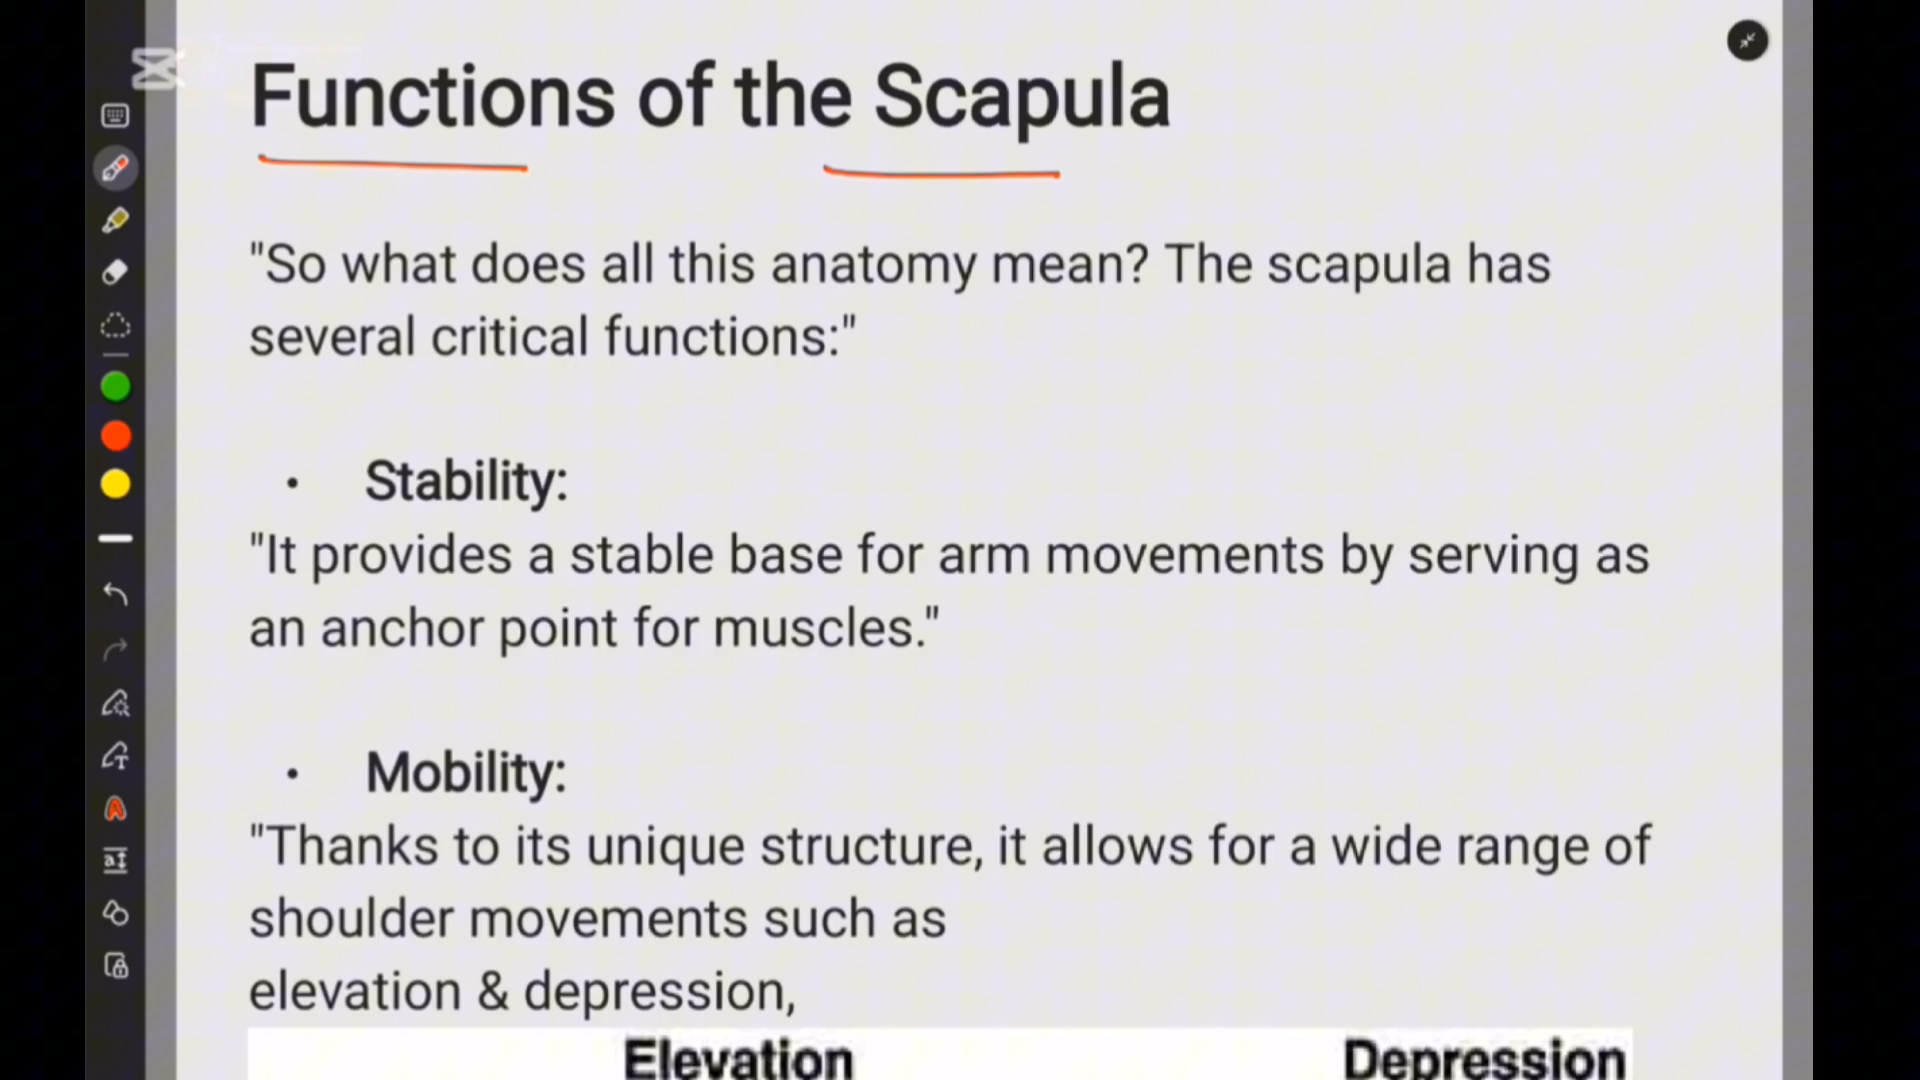 Functions of the Scapula
"So what does all this anatomy mean? The scapula has
several critical functions:"
• Stability:
"It provides a stable base for arm movements by serving as
an anchor point for muscles."
• Mobility:
"Thanks to its unique structure, it allows for a wide range of
shoulder movements such as
elevation & depression,
Elevation Depression